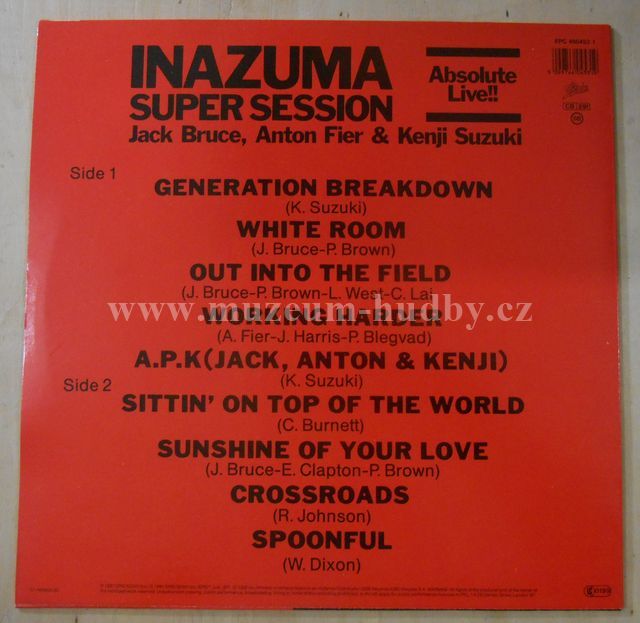 INAZUMA
SUPER SESSION
Jack Bruce, Anton Fier & Kenji Suzuki
Absolute
Live!!
Epic
Side 1
GENERATION BREAKDOWN
(K. Suzuki)
WHITE ROOM
(J. Bruce-P. Brown)
OUT INTO THE FIELD
(J. Bruce-P. Brown-L. West-C. Lai
www.muzeum-hudby.cz
WORKING HARDER
(A. Fier-J. Harris-P. Blegvad)
A.P.K(JACK, ANTON & KENJI)
(K. Suzuki)
Side 2
SITTIN' ON TOP OF THE WORLD
(C. Burnett)
SUNSHINE OF YOUR LOVE
(J. Bruce-E. Clapton-P. Brown)
CROSSROADS
(R. Johnson)
SPOONFUL
(W. Dixon)